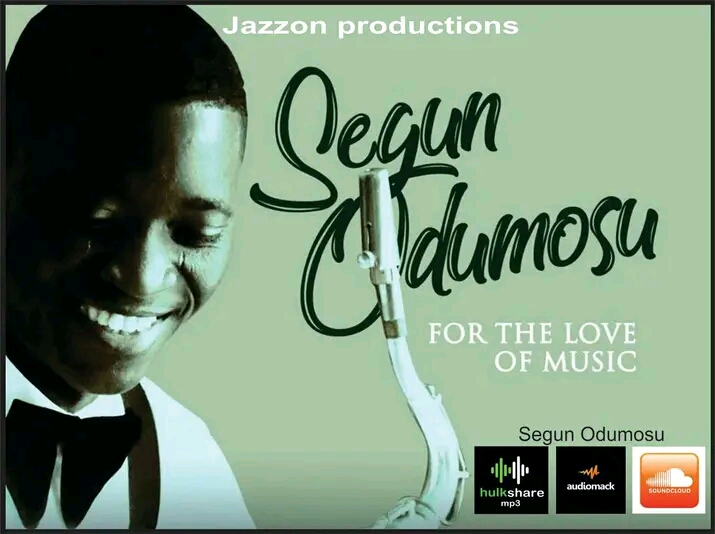 Jazzon productions
Segun
Odumosu
FOR THE LOVE
OF MUSIC
Segun Odumosu
hulkshare
mp3
audiomack
SOUNDCLOUD